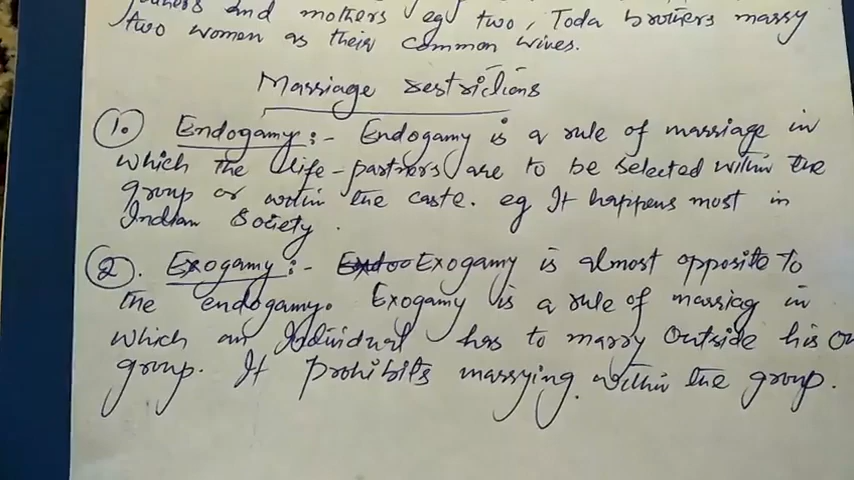 and mothers eg two, Toda brothers marry
two women as their common wives.
Marriage restrictions
1. Endogamy :- Endogamy is a rule of marriage in
which the life-partners are to be selected within the
group or within the caste. eg It happens most in
Indian Society.
2. Exogamy :- Exogamy is almost opposite to
the endogamy. Exogamy is a rule of marriag in
which an Individual has to marry outside his
group. It prohibits marrying within the group.